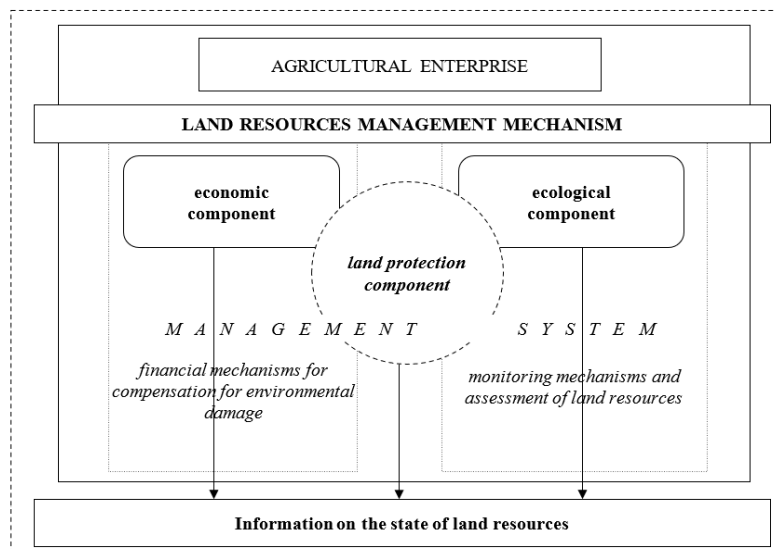 AGRICULTURAL ENTERPRISE
LAND RESOURCES MANAGEMENT MECHANISM
economic
component
ecological
component
land protection
component
M A N A G E M E N T S Y S T E M
financial mechanisms for
compensation for environmental
damage
monitoring mechanisms and
assessment of land resources
Information on the state of land resources